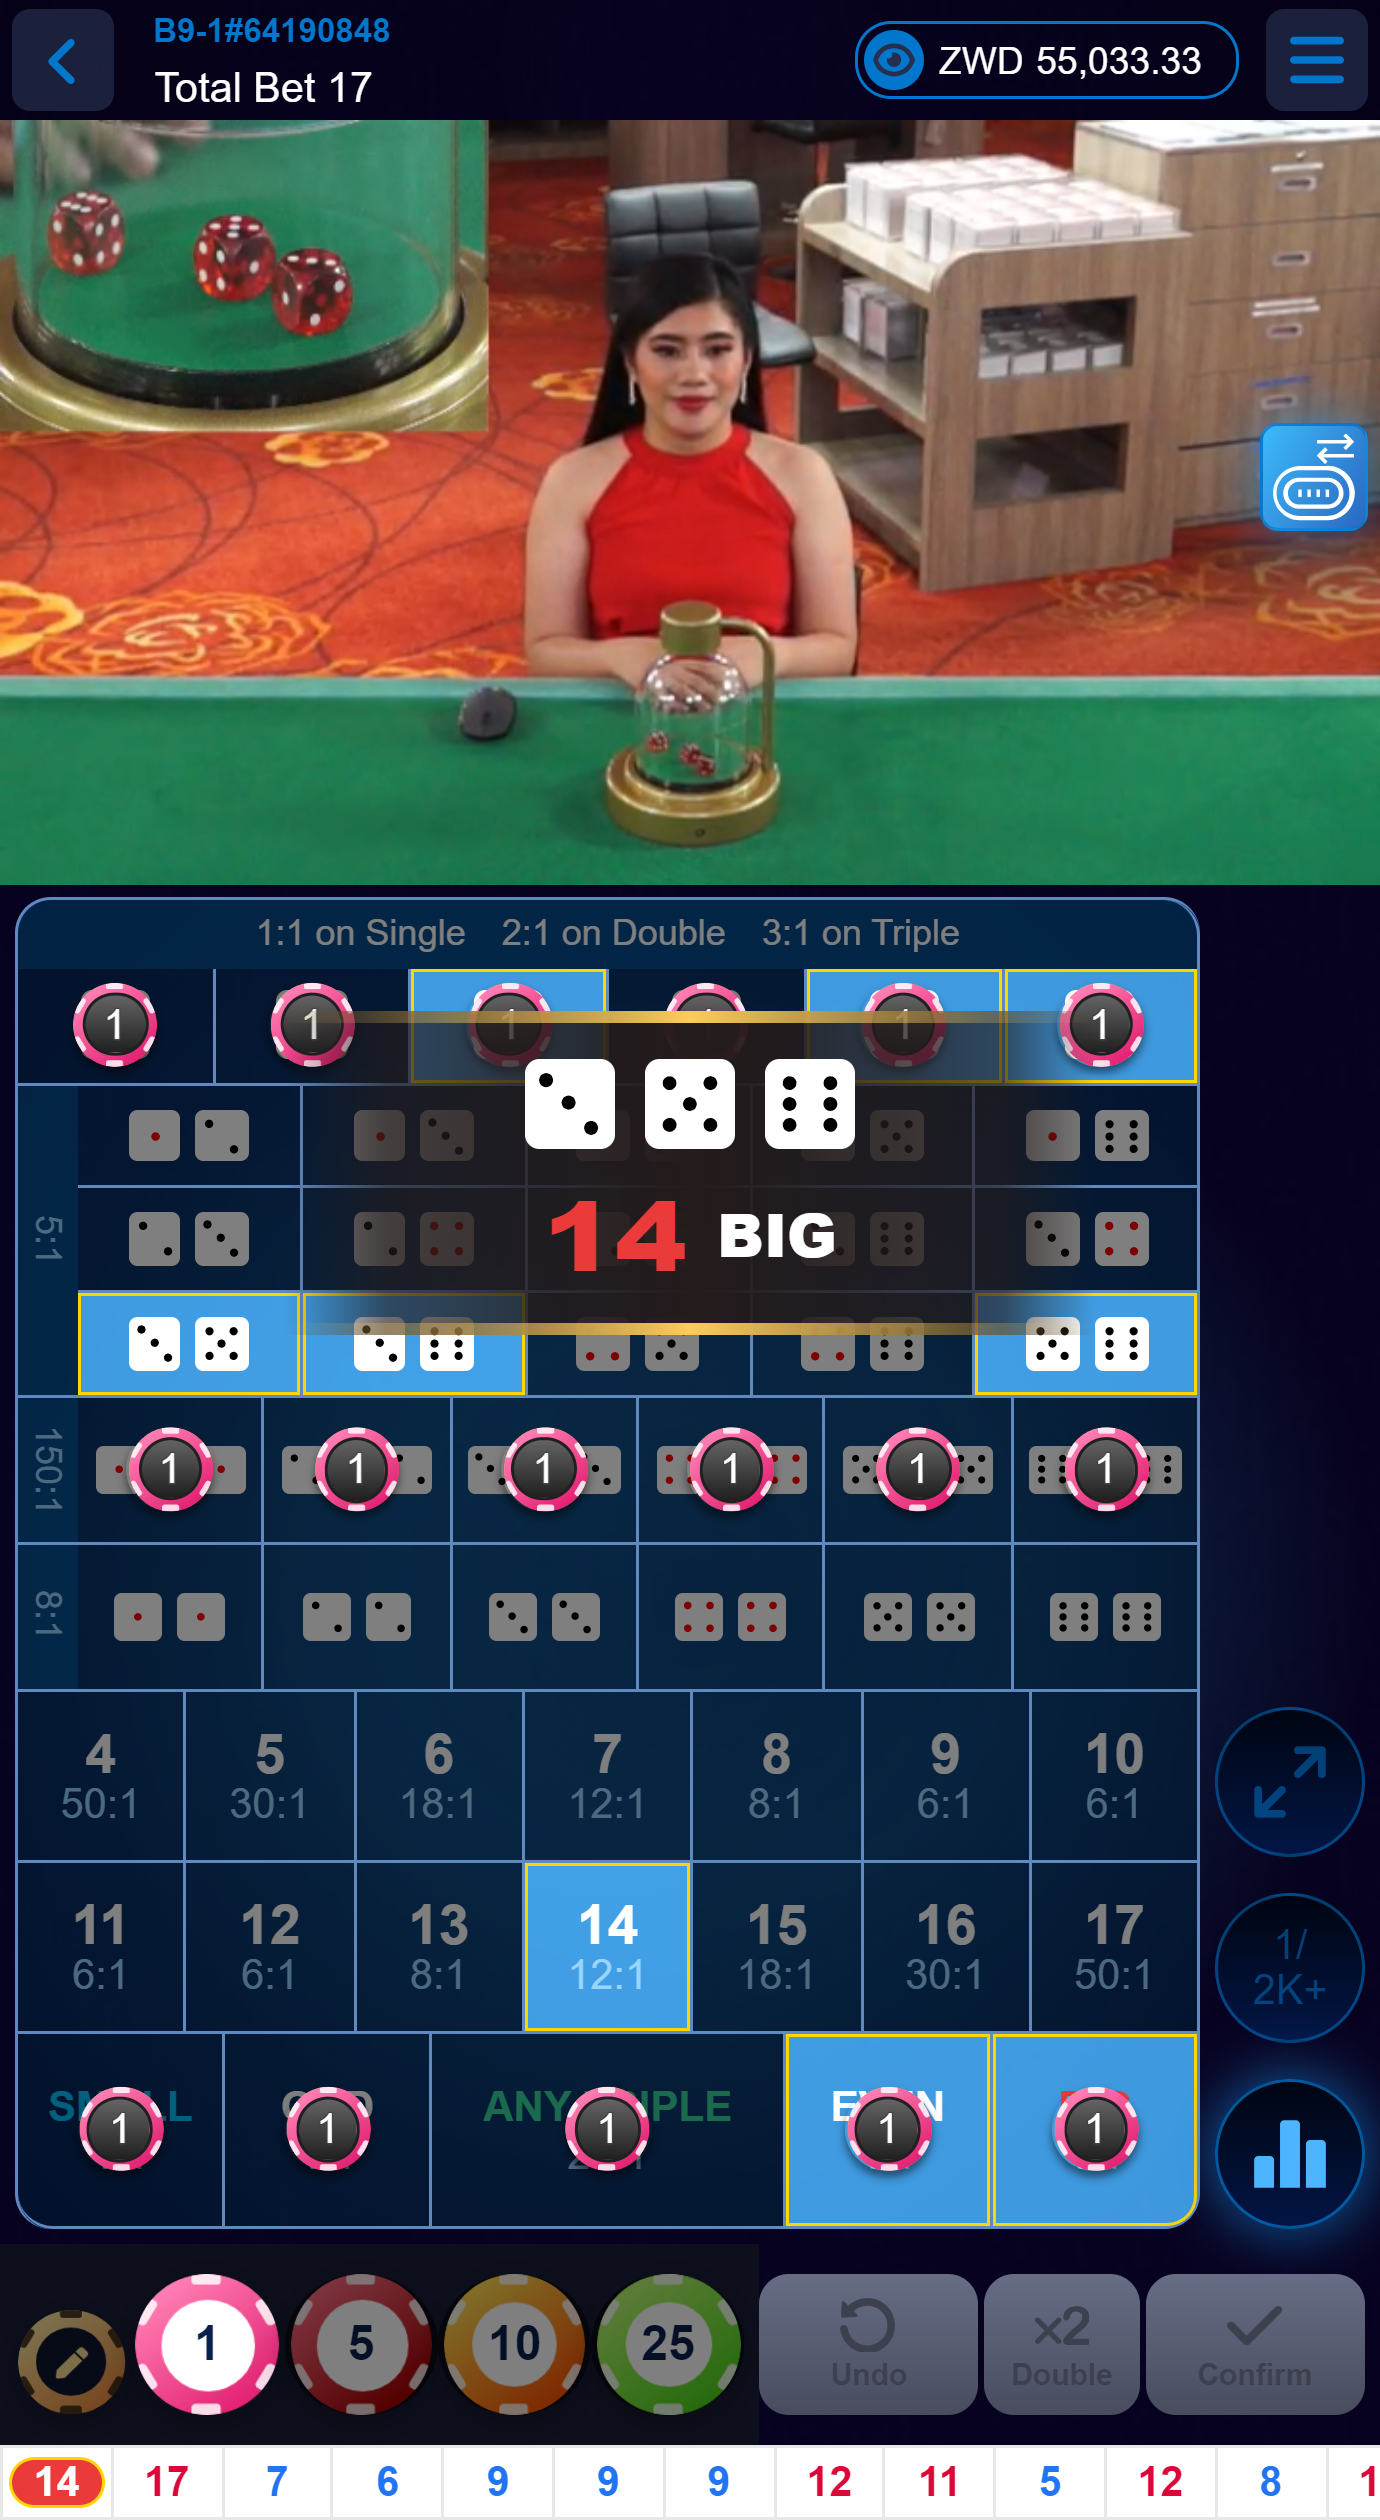 B9-1#64190848
Total Bet 17
ZWD 55,033.33
1:1 on Single 2:1 on Double 3:1 on Triple
1 1 1 1 1 1
14 BIG
5:1
150:1
1 1 1 1 1 1
8:1
4 5 6 7 8 9 10
50:1 30:1 18:1 12:1 8:1 6:1 6:1
11 12 13 14 15 16 17
6:1 6:1 8:1 12:1 18:1 30:1 50:1
1/
2K+
1 1 1 1 1
1 5 10 25
x2
Undo Double Confirm
14 17 7 6 9 9 9 12 11 5 12 8